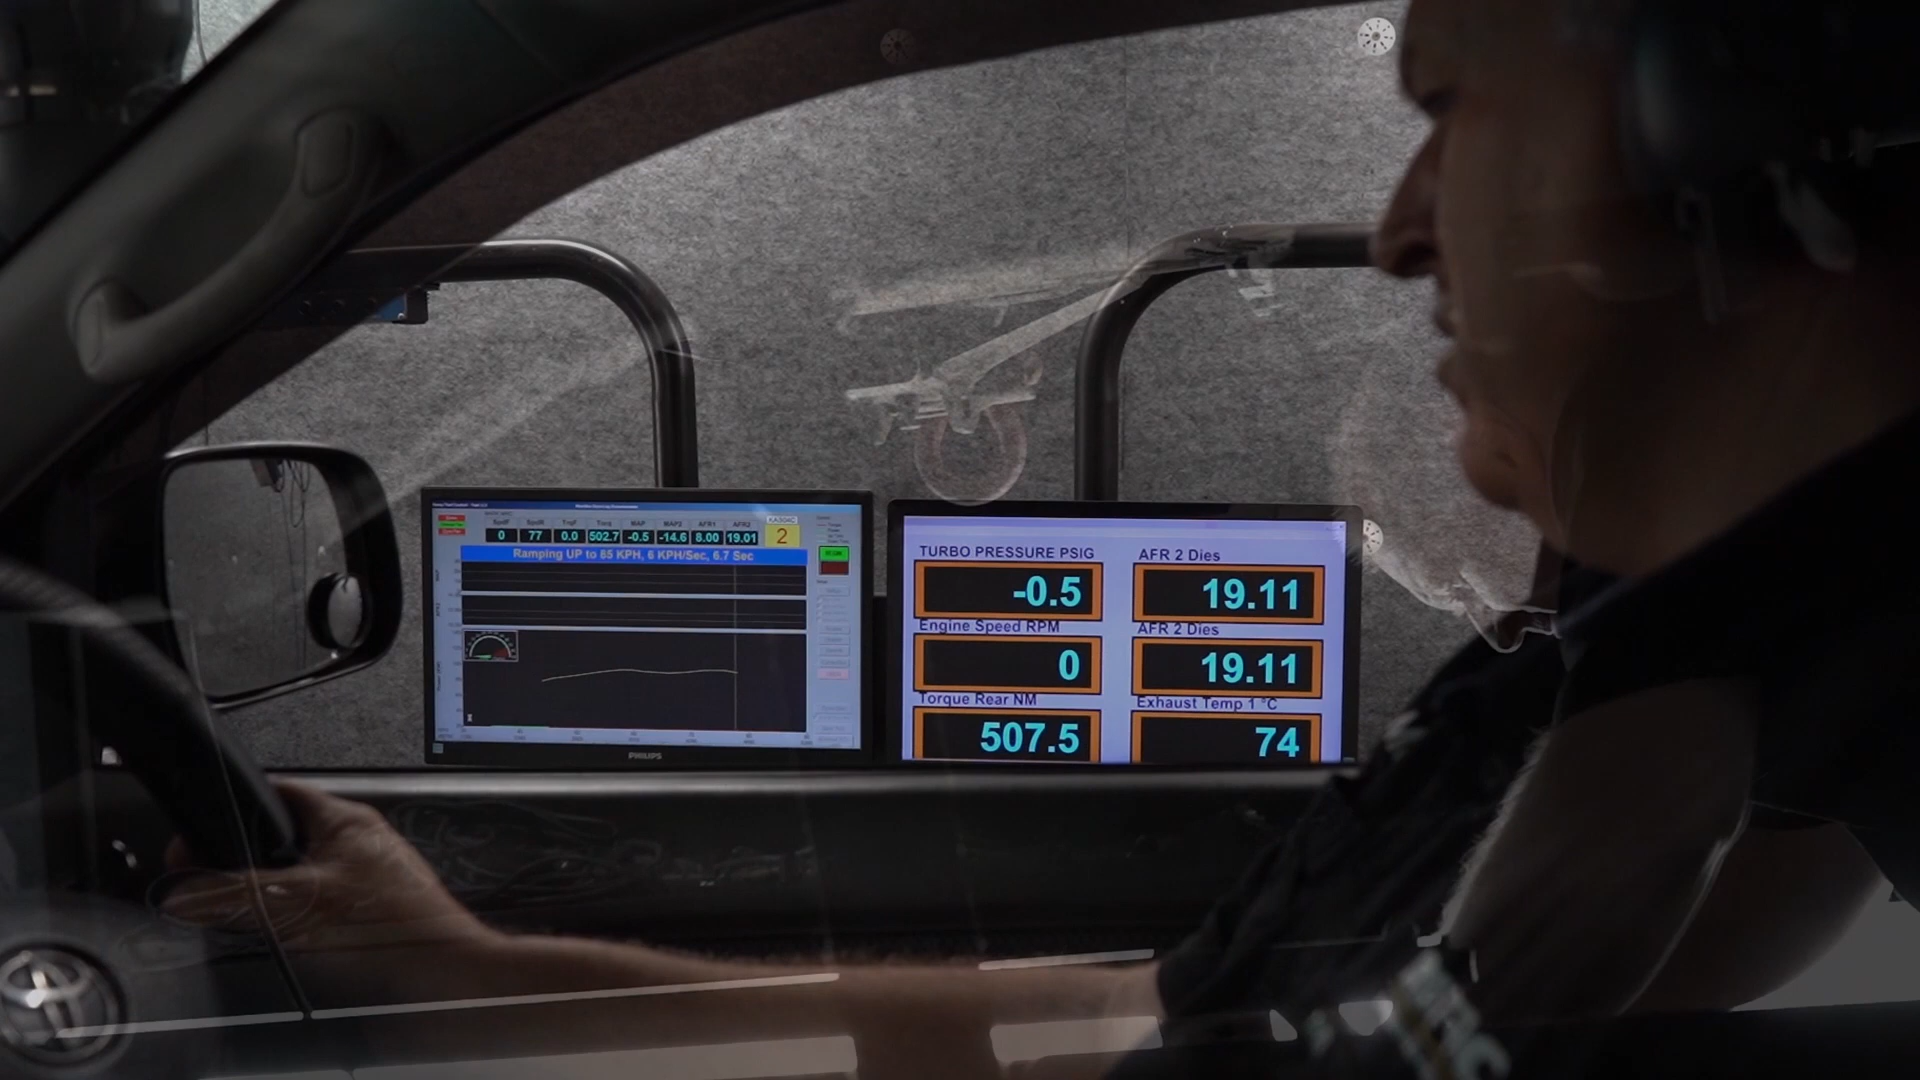 SpdF SpdR TrqF Torq MAP MAP2 AFR1 AFR2
0 77 0.0 502.7 -0.5 -14.6 8.00 19.01 2
Ramping UP to 85 KPH, 6 KPH/Sec, 6.7 Sec
PHILIPS
TURBO PRESSURE PSIG
-0.5
AFR 2 Dies
19.11
Engine Speed RPM
0
AFR 2 Dies
19.11
Torque Rear NM
507.5
Exhaust Temp 1 °C
74